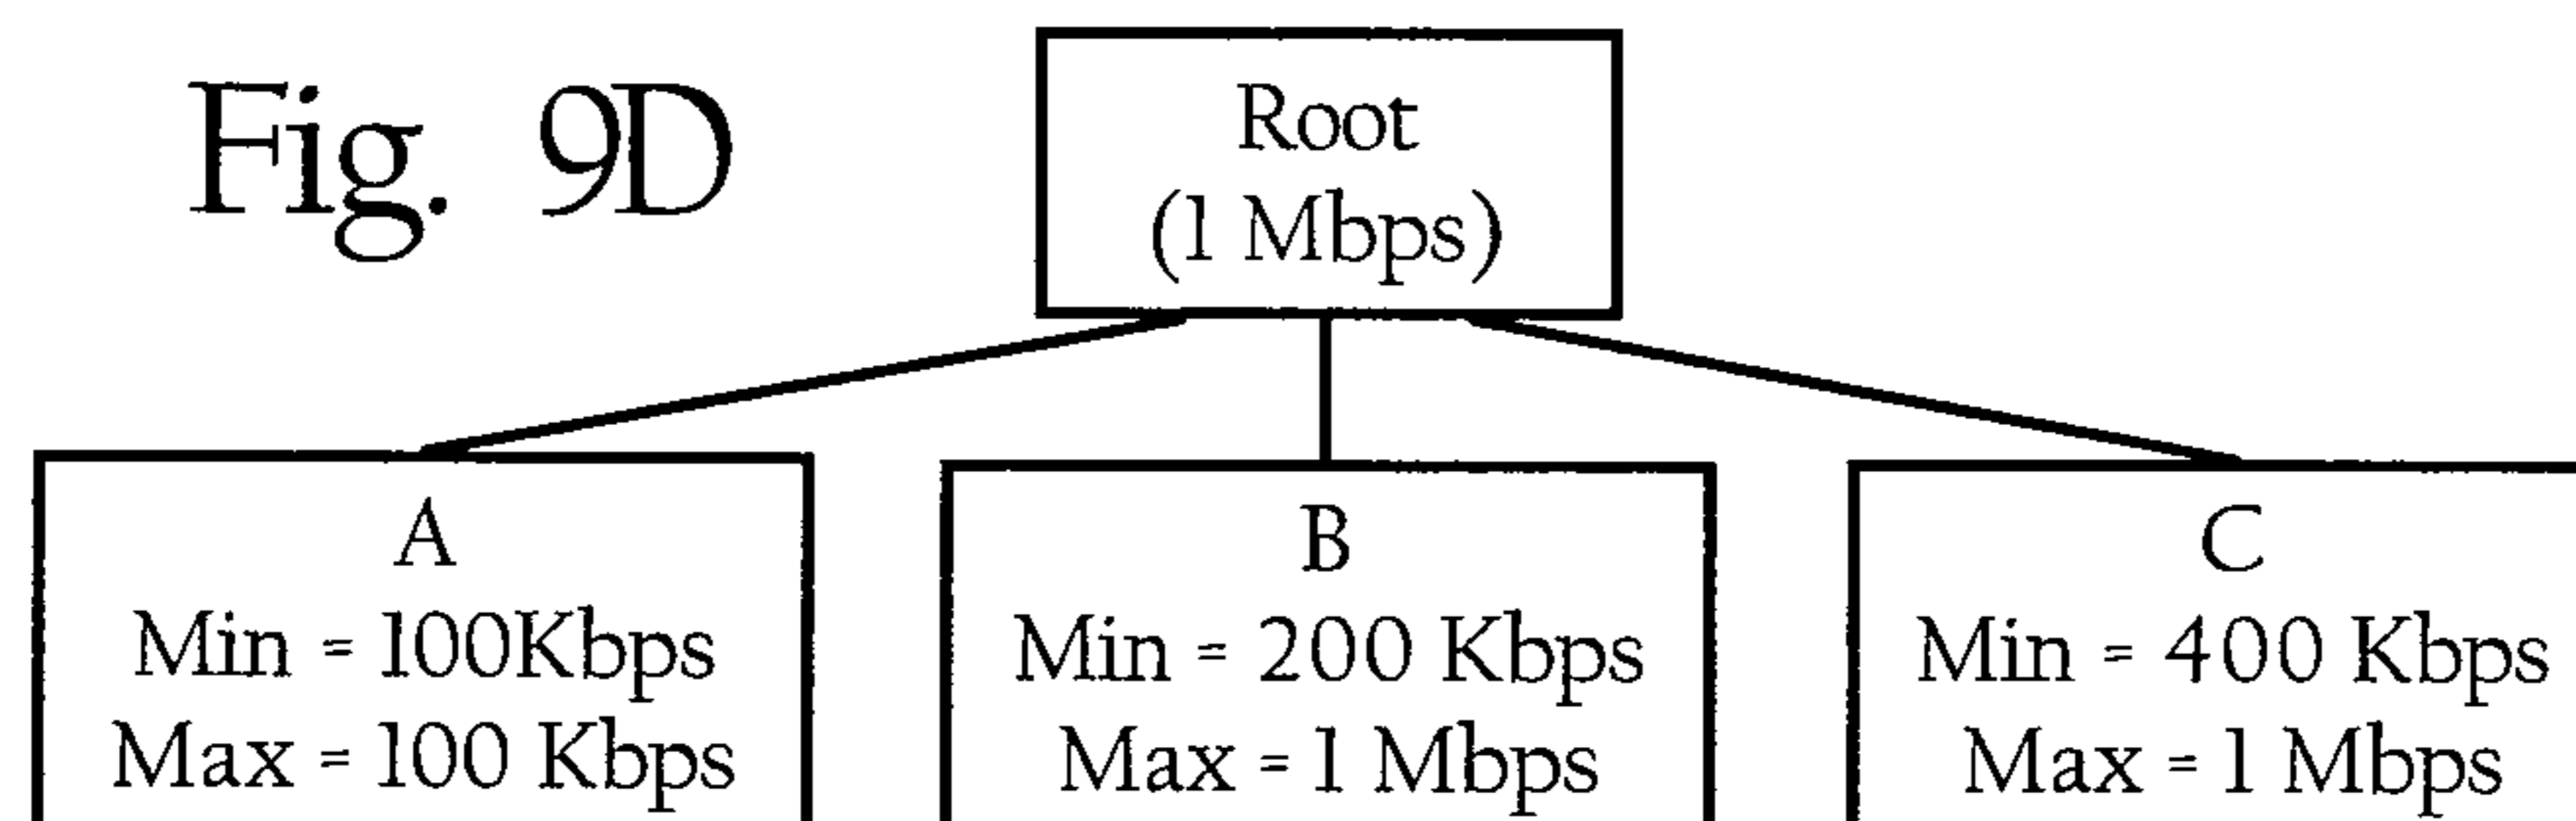 Fig. 9D
Root
(1 Mbps)
A
Min = 100Kbps
Max = 100 Kbps
B
Min = 200 Kbps
Max = 1 Mbps
C
Min = 400 Kbps
Max = 1 Mbps